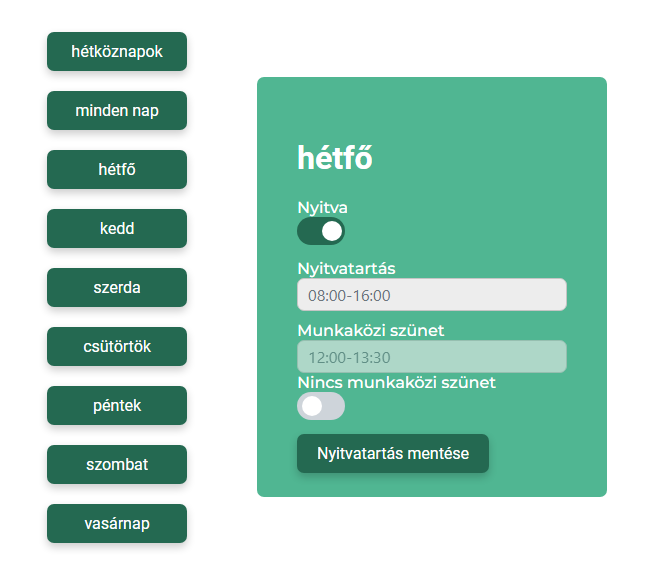 hétköznapok
minden nap
hétfő
kedd
szerda
csütörtök
péntek
szombat
vasárnap
hétfő
Nyitva
Nyitvatartás
08:00-16:00
Munkaközi szünet
12:00-13:30
Nincs munkaközi szünet
Nyitvatartás mentése